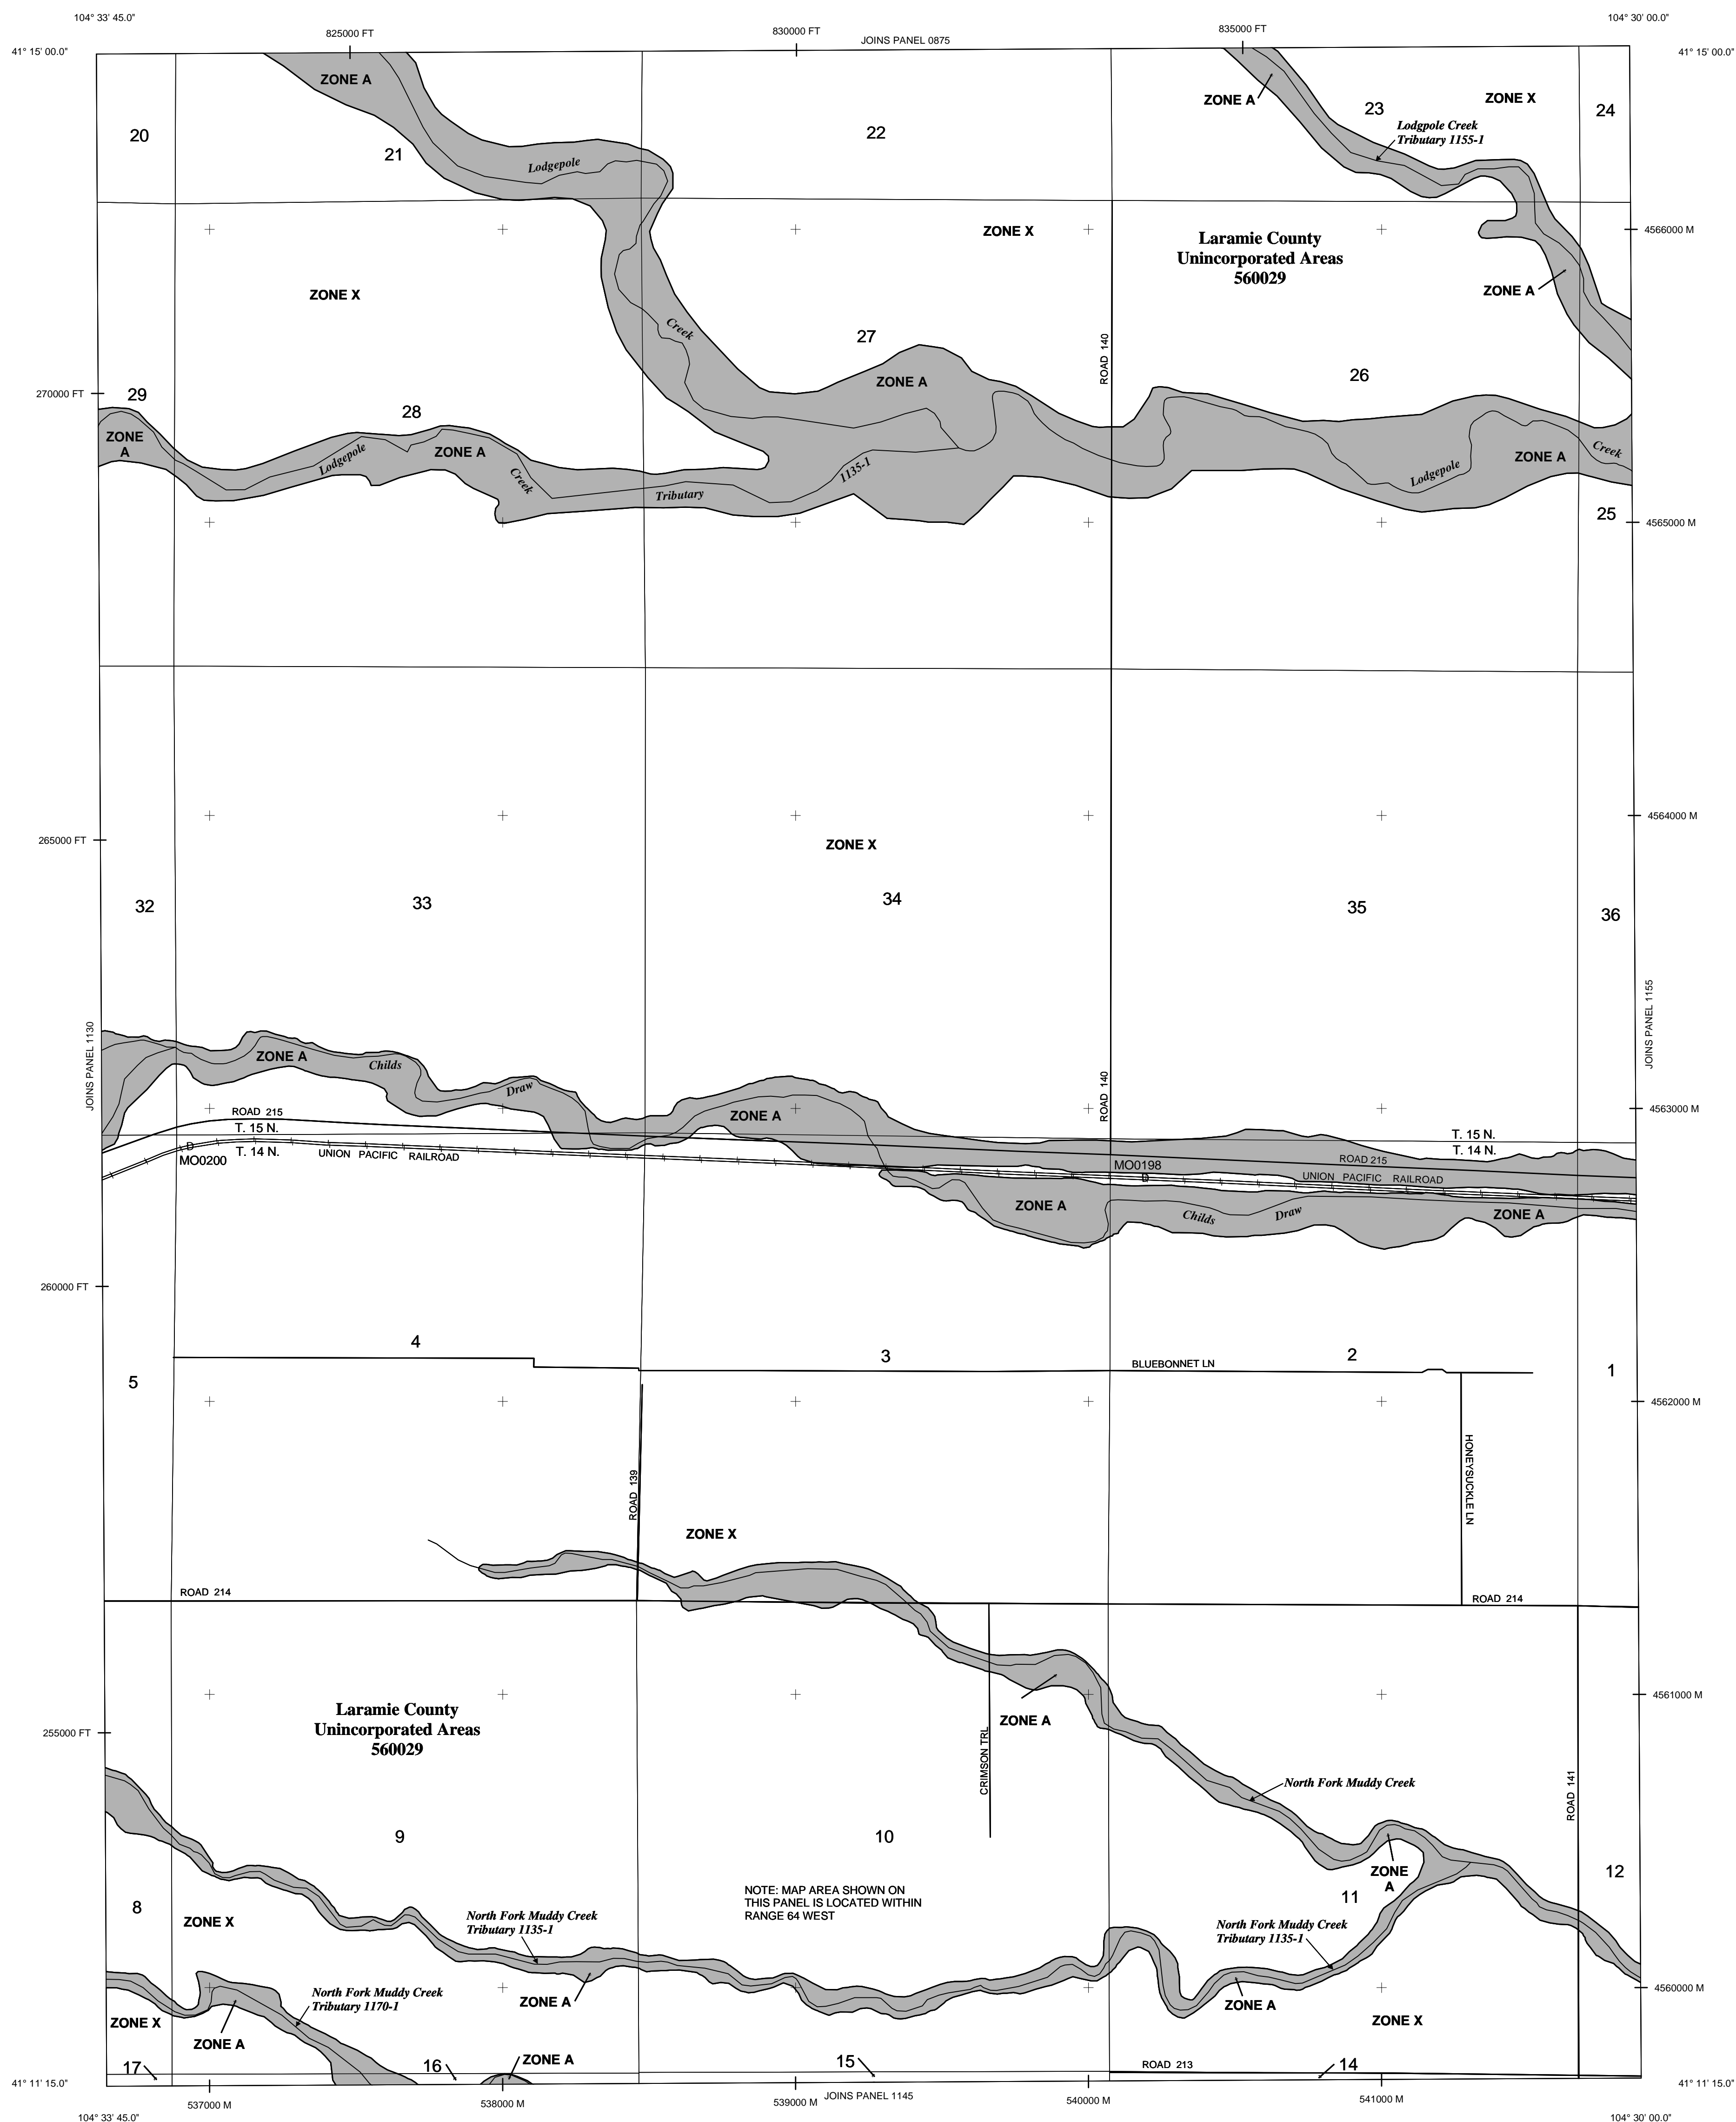 104° 33' 45.0"
104° 30' 00.0"
825000 FT
830000 FT
835000 FT
JOINS PANEL 0875
41° 15' 00.0"
41° 15' 00.0"
ZONE A
ZONE A
23
ZONE X
24
20
21
22
Lodgpole Creek
Tributary 1155-1
Lodgepole
ZONE X
Laramie County
Unincorporated Areas
560029
4566000 M
ZONE X
ZONE A
Creek
27
ROAD 140
26
270000 FT
29
28
ZONE A
ZONE
A
Lodgepole
ZONE A
Creek
Tributary
1135-1
Lodgepole
ZONE A
Creek
25
4565000 M
4564000 M
265000 FT
ZONE X
32
33
34
35
36
JOINS PANEL 1130
JOINS PANEL 1155
ZONE A
Childs
Draw
ZONE A
ROAD 140
4563000 M
ROAD 215
T. 15 N.
T. 14 N.
MO0200
UNION PACIFIC RAILROAD
T. 15 N.
T. 14 N.
ROAD 215
MO0198
UNION PACIFIC RAILROAD
ZONE A
Childs
Draw
ZONE A
260000 FT
4
3
2
BLUEBONNET LN
5
1
4562000 M
ROAD 139
HONEYSUCKLE LN
ZONE X
ROAD 214
ROAD 214
4561000 M
Laramie County
Unincorporated Areas
560029
255000 FT
ZONE A
CRIMSON TRL
North Fork Muddy Creek
ROAD 141
9
10
ZONE
A
11
12
8
NOTE: MAP AREA SHOWN ON
THIS PANEL IS LOCATED WITHIN
RANGE 64 WEST
ZONE X
North Fork Muddy Creek
Tributary 1135-1
North Fork Muddy Creek
Tributary 1135-1
North Fork Muddy Creek
Tributary 1170-1
ZONE A
ZONE A
4560000 M
ZONE X
ZONE X
ZONE A
17
16
ZONE A
15
ROAD 213
14
41° 11' 15.0"
41° 11' 15.0"
JOINS PANEL 1145
537000 M
538000 M
539000 M
540000 M
541000 M
104° 33' 45.0"
104° 30' 00.0"